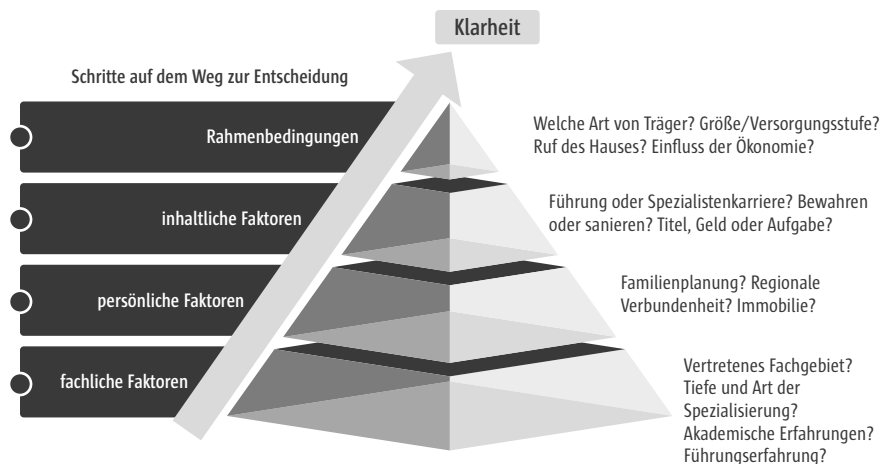 Klarheit
Schritte auf dem Weg zur Entscheidung
Rahmenbedingungen
Welche Art von Träger? Größe/Versorgungsstufe?
Ruf des Hauses? Einfluss der Ökonomie?
inhaltliche Faktoren
Führung oder Spezialistenkarriere? Bewahren
oder sanieren? Titel, Geld oder Aufgabe?
persönliche Faktoren
Familienplanung? Regionale
Verbundenheit? Immobilie?
fachliche Faktoren
Vertretenes Fachgebiet?
Tiefe und Art der
Spezialisierung?
Akademische Erfahrungen?
Führungserfahrung?